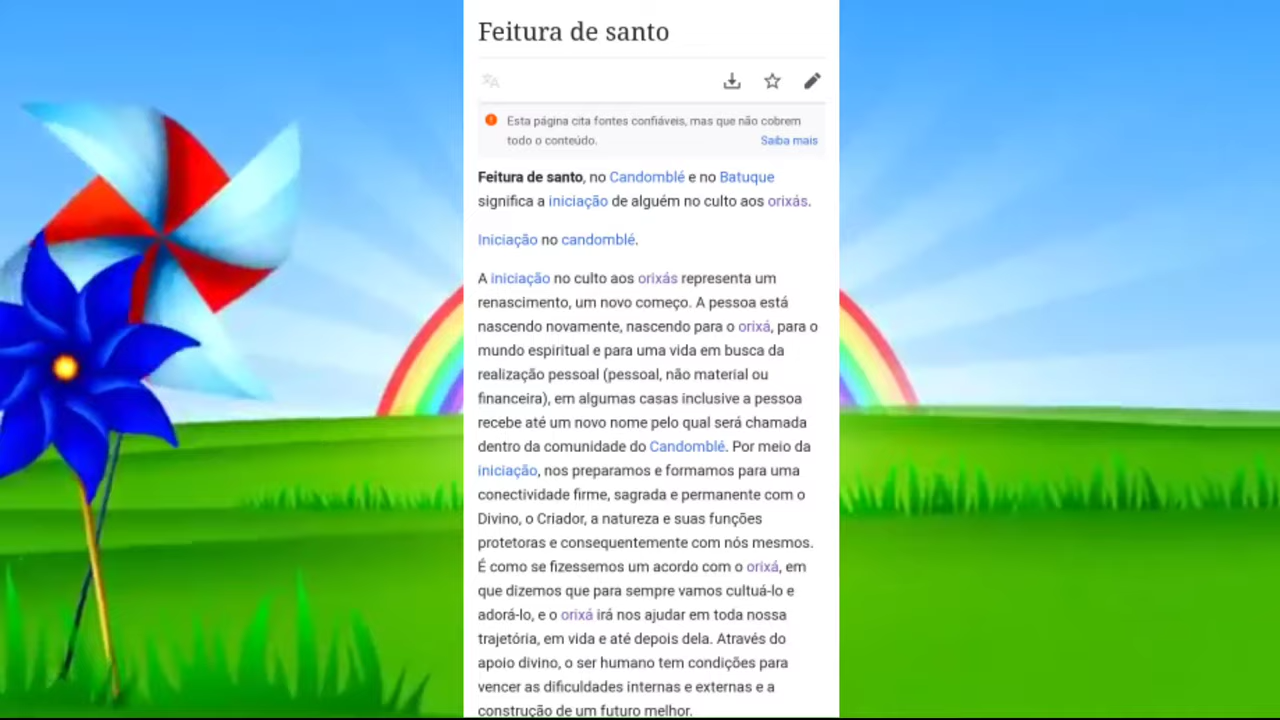 Feitura de santo
Esta página cita fontes confiáveis, mas que não cobrem
todo o conteúdo. Saiba mais
Feitura de santo, no Candomblé e no Batuque
significa a iniciação de alguém no culto aos orixás.
Iniciação no candomblé.
A iniciação no culto aos orixás representa um
renascimento, um novo começo. A pessoa está
nascendo novamente, nascendo para o orixá, para o
mundo espiritual e para uma vida em busca da
realização pessoal (pessoal, não material ou
financeira), em algumas casas inclusive a pessoa
recebe até um novo nome pelo qual será chamada
dentro da comunidade do Candomblé. Por meio da
iniciação, nos preparamos e formamos para uma
conectividade firme, sagrada e permanente com o
Divino, o Criador, a natureza e suas funções
protetoras e consequentemente com nós mesmos.
É como se fizessemos um acordo com o orixá, em
que dizemos que para sempre vamos cultuá-lo e
adorá-lo, e o orixá irá nos ajudar em toda nossa
trajetória, em vida e até depois dela. Através do
apoio divino, o ser humano tem condições para
vencer as dificuldades internas e externas e a
construção de um futuro melhor.